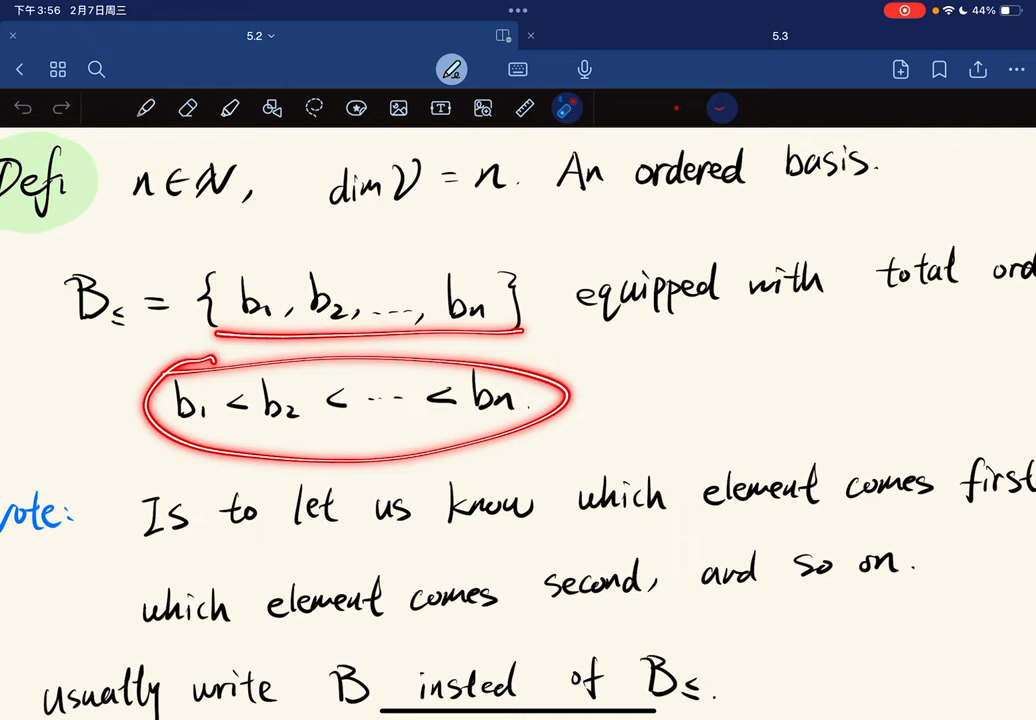 下午3:56 2月7日周三
44%
5.2
5.3
Defi n∈N, dim V = n. An ordered basis.
B≤ = {b1, b2, ..., bn} equipped with total ord
b1 < b2 < ... < bn.
vote: Is to let us know which element comes first
which element comes second, and so on.
usually write B insted of B≤.